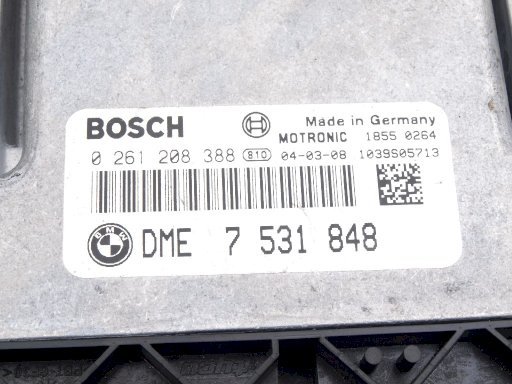 BOSCH
Made in Germany
MOTRONIC 1855 0264
0 261 208 388 810 04-03-08 1039S05713
BMW DME 7 531 848